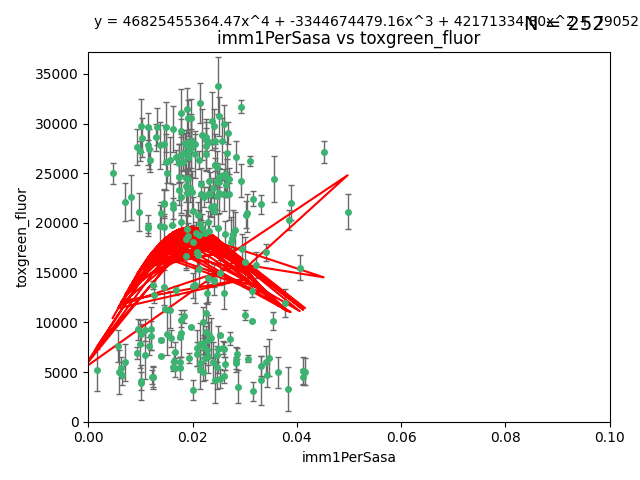 y = 46825455364.47x^4 + -3344674479.16x^3 + 42171334
N = 252
imm1PerSasa vs toxgreen_fluor
35000
30000
25000
20000
15000
10000
5000
0
toxgreen_fluor
0.00 0.02 0.04 0.06 0.08 0.10
imm1PerSasa